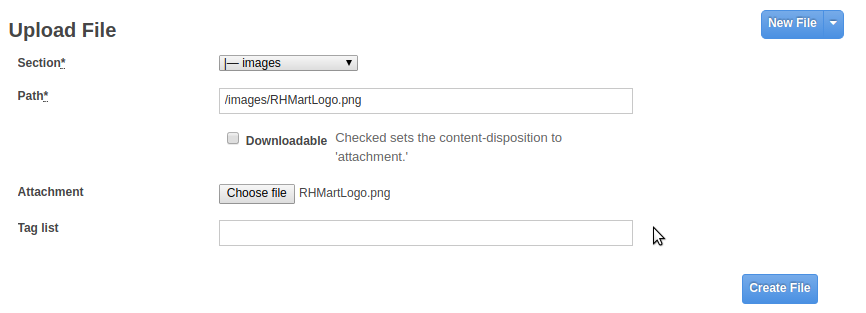 New File
Upload File
Section*
|— images
Path*
/images/RHMartLogo.png
Downloadable
Checked sets the content-disposition to
'attachment.'
Attachment
Choose file RHMartLogo.png
Tag list
Create File